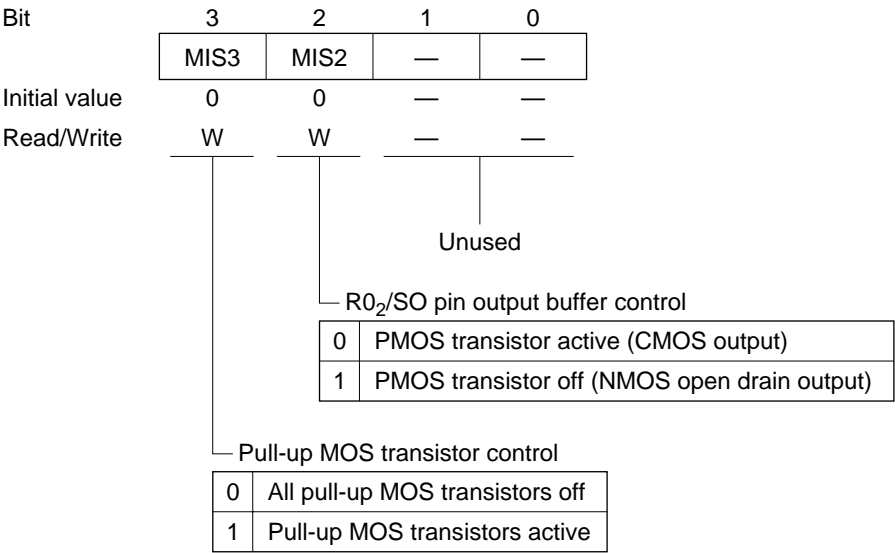 Bit 3 2 1 0
MIS3 MIS2 — —
Initial value 0 0 — —
Read/Write W W — —
Unused
R0₂/SO pin output buffer control
0 PMOS transistor active (CMOS output)
1 PMOS transistor off (NMOS open drain output)
Pull-up MOS transistor control
0 All pull-up MOS transistors off
1 Pull-up MOS transistors active